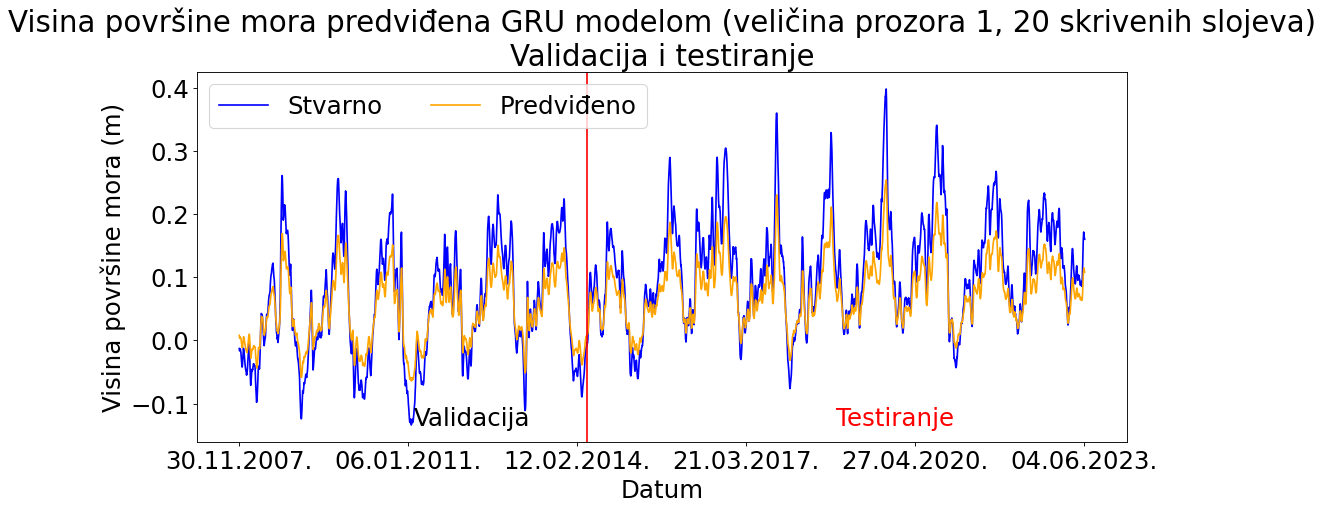 Visina površine mora predviđena GRU modelom (veličina prozora 1, 20 skrivenih slojeva)
Validacija i testiranje
Stvarno
Predviđeno
Visina površine mora (m)
0.4
0.3
0.2
0.1
0.0
−0.1
Validacija
Testiranje
30.11.2007.
06.01.2011.
12.02.2014.
21.03.2017.
27.04.2020.
04.06.2023.
Datum